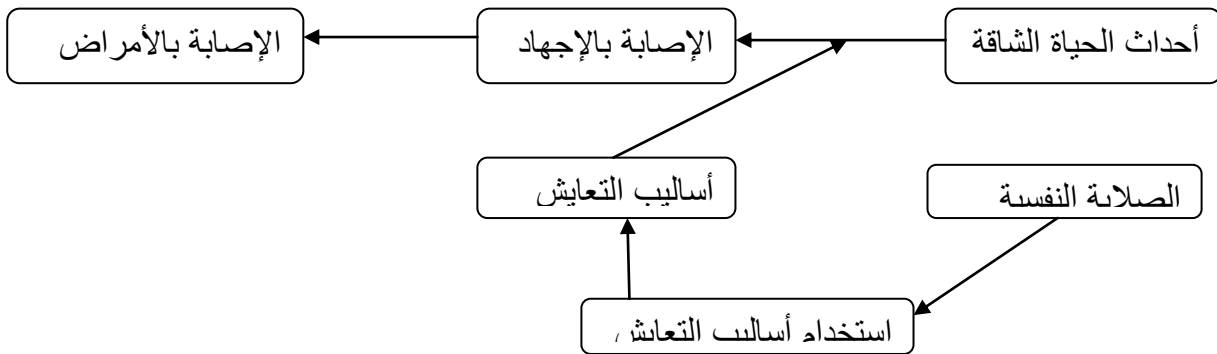 أحداث الحياة الشاقة
الإصابة بالإجهاد
الإصابة بالأمراض
الصلابة النفسية
أساليب التعايش
استخدام أساليب التعايش